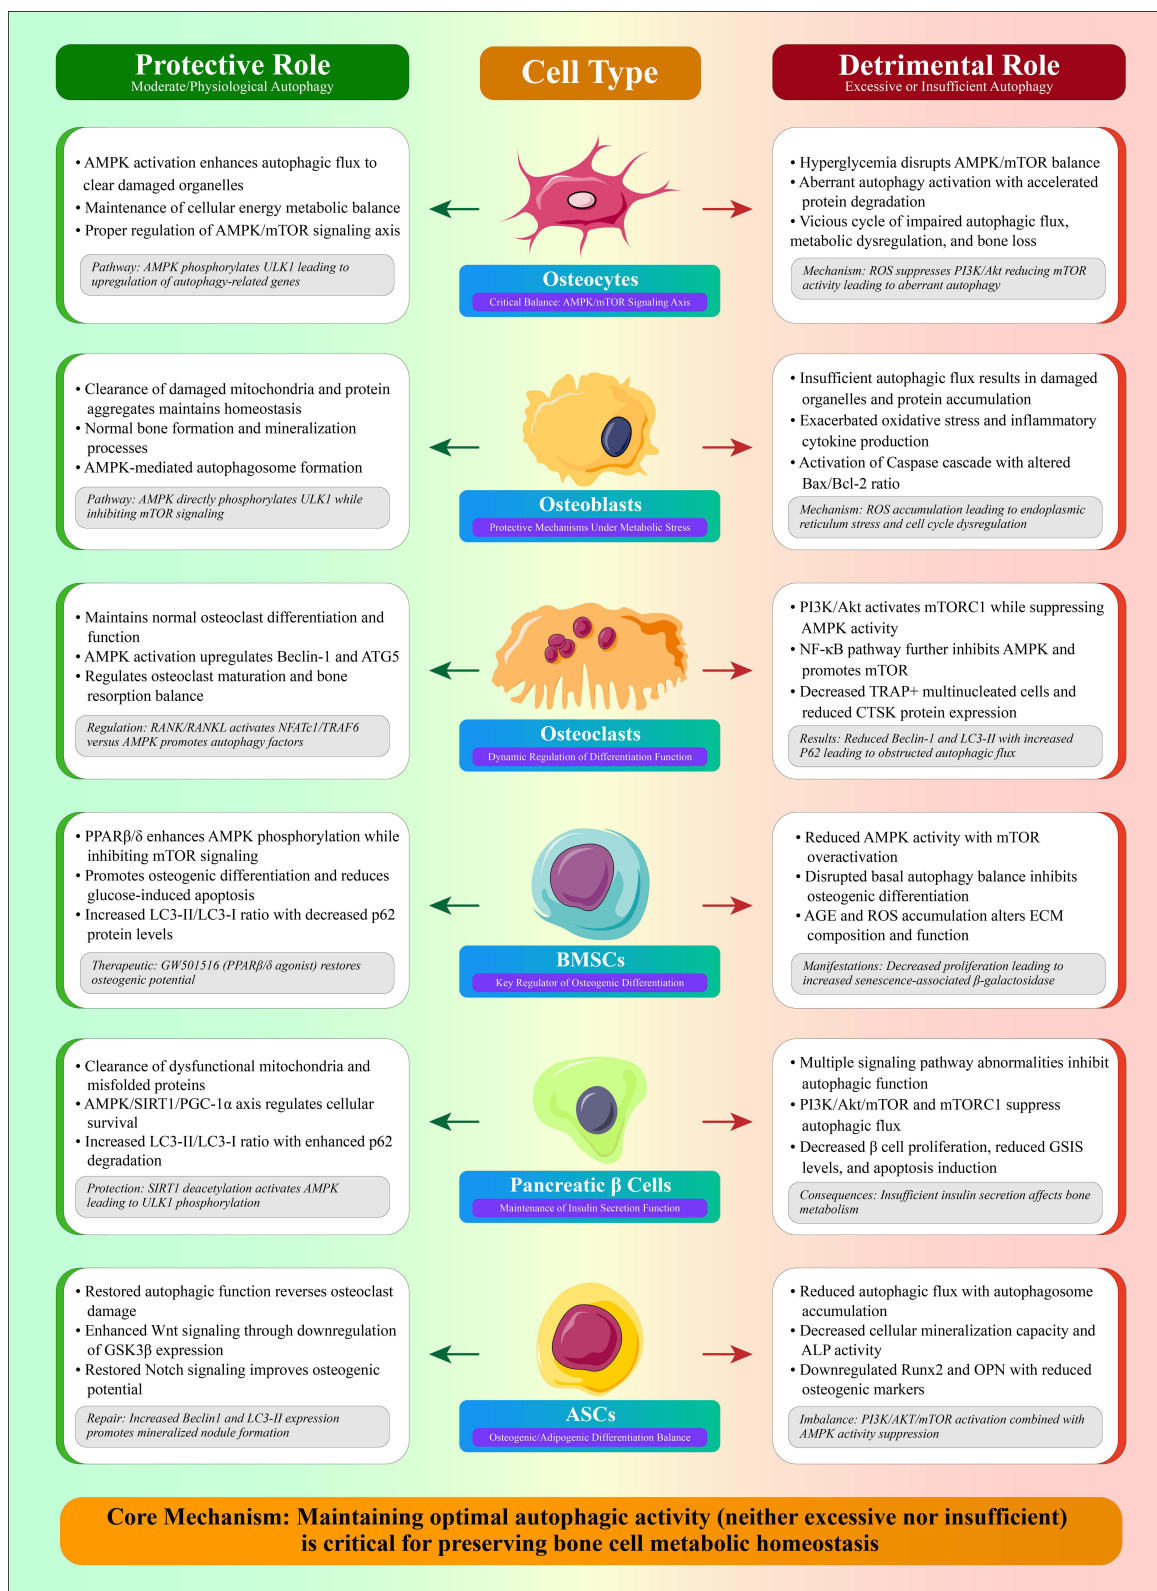 Protective Role
Moderate/Physiological Autophagy
Cell Type
Detrimental Role
Excessive or Insufficient Autophagy
• AMPK activation enhances autophagic flux to
clear damaged organelles
• Maintenance of cellular energy metabolic balance
• Proper regulation of AMPK/mTOR signaling axis
Pathway: AMPK phosphorylates ULK1 leading to
upregulation of autophagy-related genes
Osteocytes
Critical Balance: AMPK/mTOR Signaling Axis
• Hyperglycemia disrupts AMPK/mTOR balance
• Aberrant autophagy activation with accelerated
protein degradation
• Vicious cycle of impaired autophagic flux,
metabolic dysregulation, and bone loss
Mechanism: ROS suppresses PI3K/Akt reducing mTOR
activity leading to aberrant autophagy
• Clearance of damaged mitochondria and protein
aggregates maintains homeostasis
• Normal bone formation and mineralization
processes
• AMPK-mediated autophagosome formation
Pathway: AMPK directly phosphorylates ULK1 while
inhibiting mTOR signaling
Osteoblasts
Protective Mechanisms Under Metabolic Stress
• Insufficient autophagic flux results in damaged
organelles and protein accumulation
• Exacerbated oxidative stress and inflammatory
cytokine production
• Activation of Caspase cascade with altered
Bax/Bcl-2 ratio
Mechanism: ROS accumulation leading to endoplasmic
reticulum stress and cell cycle dysregulation
• Maintains normal osteoclast differentiation and
function
• AMPK activation upregulates Beclin-1 and ATG5
• Regulates osteoclast maturation and bone
resorption balance
Regulation: RANK/RANKL activates NFATc1/TRAF6
versus AMPK promotes autophagy factors
Osteoclasts
Dynamic Regulation of Differentiation Function
• PI3K/Akt activates mTORC1 while suppressing
AMPK activity
• NF-κB pathway further inhibits AMPK and
promotes mTOR
• Decreased TRAP+ multinucleated cells and
reduced CTSK protein expression
Results: Reduced Beclin-1 and LC3-II with increased
P62 leading to obstructed autophagic flux
• PPARβ/δ enhances AMPK phosphorylation while
inhibiting mTOR signaling
• Promotes osteogenic differentiation and reduces
glucose-induced apoptosis
• Increased LC3-II/LC3-I ratio with decreased p62
protein levels
Therapeutic: GW501516 (PPARβ/δ agonist) restores
osteogenic potential
BMSCs
Key Regulator of Osteogenic Differentiation
• Reduced AMPK activity with mTOR
overactivation
• Disrupted basal autophagy balance inhibits
osteogenic differentiation
• AGE and ROS accumulation alters ECM
composition and function
Manifestations: Decreased proliferation leading to
increased senescence-associated β-galactosidase
• Clearance of dysfunctional mitochondria and
misfolded proteins
• AMPK/SIRT1/PGC-1α axis regulates cellular
survival
• Increased LC3-II/LC3-I ratio with enhanced p62
degradation
Protection: SIRT1 deacetylation activates AMPK
leading to ULK1 phosphorylation
Pancreatic β Cells
Maintenance of Insulin Secretion Function
• Multiple signaling pathway abnormalities inhibit
autophagic function
• PI3K/Akt/mTOR and mTORC1 suppress
autophagic flux
• Decreased β cell proliferation, reduced GSIS
levels, and apoptosis induction
Consequences: Insufficient insulin secretion affects bone
metabolism
• Restored autophagic function reverses osteoclast
damage
• Enhanced Wnt signaling through downregulation
of GSK3β expression
• Restored Notch signaling improves osteogenic
potential
Repair: Increased Beclin1 and LC3-II expression
promotes mineralized nodule formation
ASCs
Osteogenic/Adipogenic Differentiation Balance
• Reduced autophagic flux with autophagosome
accumulation
• Decreased cellular mineralization capacity and
ALP activity
• Downregulated Runx2 and OPN with reduced
osteogenic markers
Imbalance: PI3K/AKT/mTOR activation combined with
AMPK activity suppression
Core Mechanism: Maintaining optimal autophagic activity (neither excessive nor insufficient)
is critical for preserving bone cell metabolic homeostasis